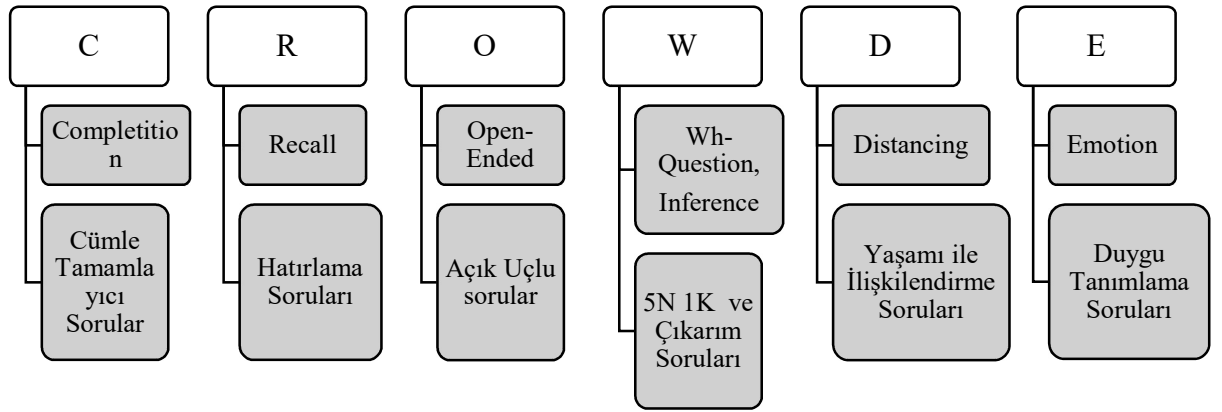 C
R
O
W
D
E
Completitio
n
Recall
Open-
Ended
Wh-
Question,
Inference
Distancing
Emotion
Cümle
Tamamla
yıcı
Sorular
Hatırlama
Soruları
Açık Uçlu
sorular
5N 1K ve
Çıkarım
Soruları
Yaşamı ile
İlişkilendirme
Soruları
Duygu
Tanımlama
Soruları